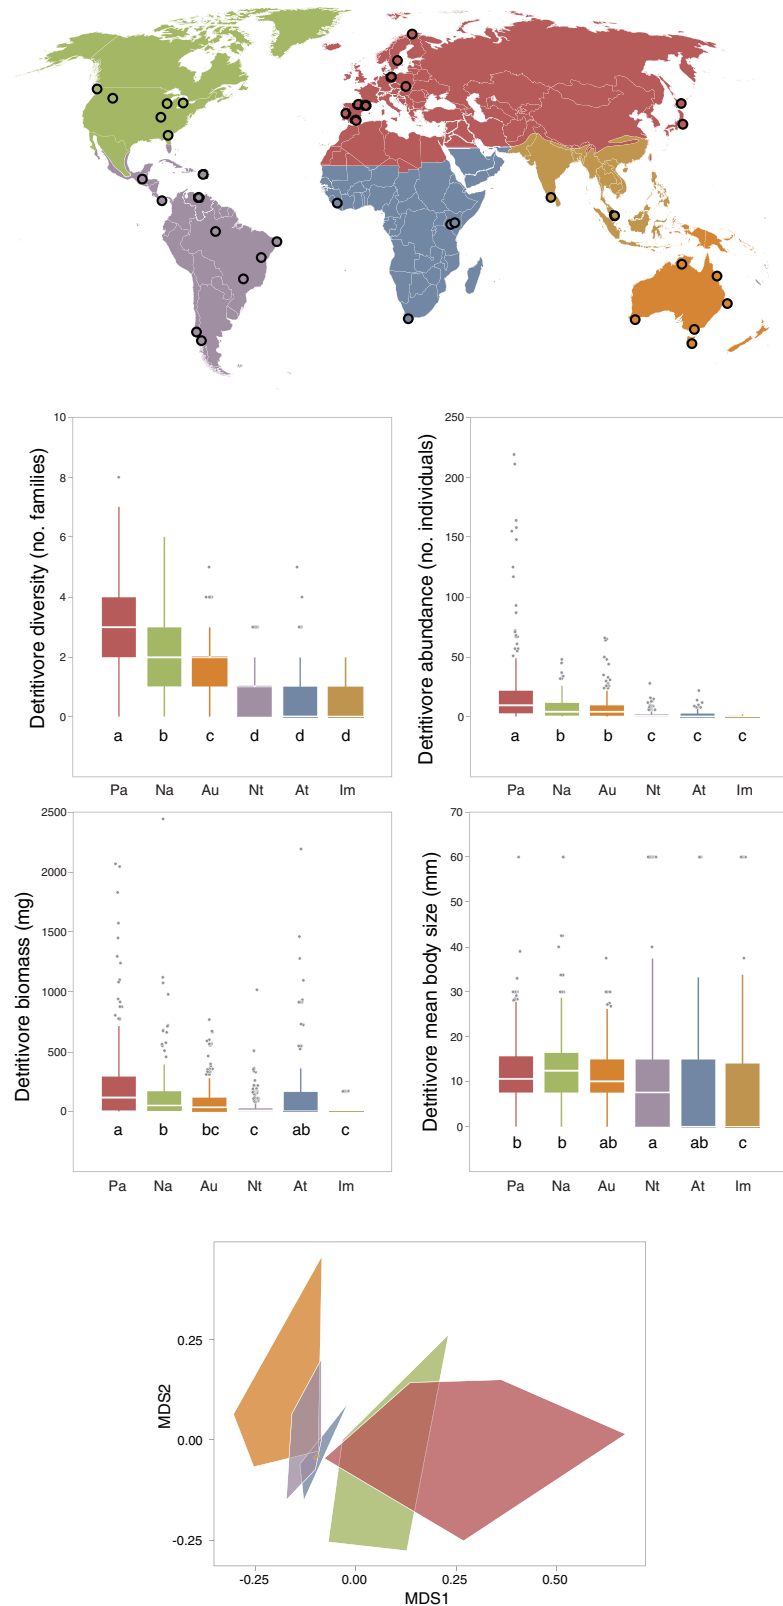 Detritivore diversity (no. families)
10
8
6
4
2
0
a b c d d d
Pa Na Au Nt At Im
Detritivore abundance (no. individuals)
250
200
150
100
50
0
a b b c c c
Pa Na Au Nt At Im
Detritivore biomass (mg)
2500
2000
1500
1000
500
0
a b bc c ab c
Pa Na Au Nt At Im
Detritivore mean body size (mm)
70
60
50
40
30
20
10
0
b b ab a ab c
Pa Na Au Nt At Im
MDS2
0.25
0.00
-0.25
-0.25 0.00 0.25 0.50
MDS1